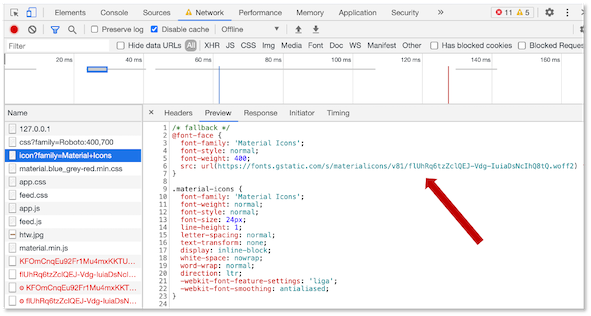 Elements Console Sources Network Performance Memory Application Security 11 5
Preserve log Disable cache Offline
Filter Hide data URLs All XHR JS CSS Img Media Font Doc WS Manifest Other Has blocked cookies Blocked Reque
20 ms 40 ms 60 ms 80 ms 100 ms 120 ms 140 ms 160 ms
Name Headers Preview Response Initiator Timing
127.0.0.1
css?family=Roboto:400,700
icon?family=Material+Icons
material.blue_grey-red.min.css
app.css
feed.css
app.js
feed.js
htw.jpg
material.min.js
KFOmCnqEu92Fr1Mu4mxKKTU...
flUhRq6tzZclQEJ-Vdg-IuiaDsNcl...
KFOmCnqEu92Fr1Mu4mxKKT...
flUhRq6tzZclQEJ-Vdg-IuiaDsN...
1 /* fallback */
2 @font-face {
3 font-family: 'Material Icons';
4 font-style: normal;
5 font-weight: 400;
6 src: url(https://fonts.gstatic.com/s/materialicons/v81/flUhRq6tzZclQEJ-Vdg-IuiaDsNcIhQ8tQ.woff2)
7 }
8
9 .material-icons {
10 font-family: 'Material Icons';
11 font-weight: normal;
12 font-style: normal;
13 font-size: 24px;
14 line-height: 1;
15 letter-spacing: normal;
16 text-transform: none;
17 display: inline-block;
18 white-space: nowrap;
19 word-wrap: normal;
20 direction: ltr;
21 -webkit-font-feature-settings: 'liga';
22 -webkit-font-smoothing: antialiased;
23 }
24